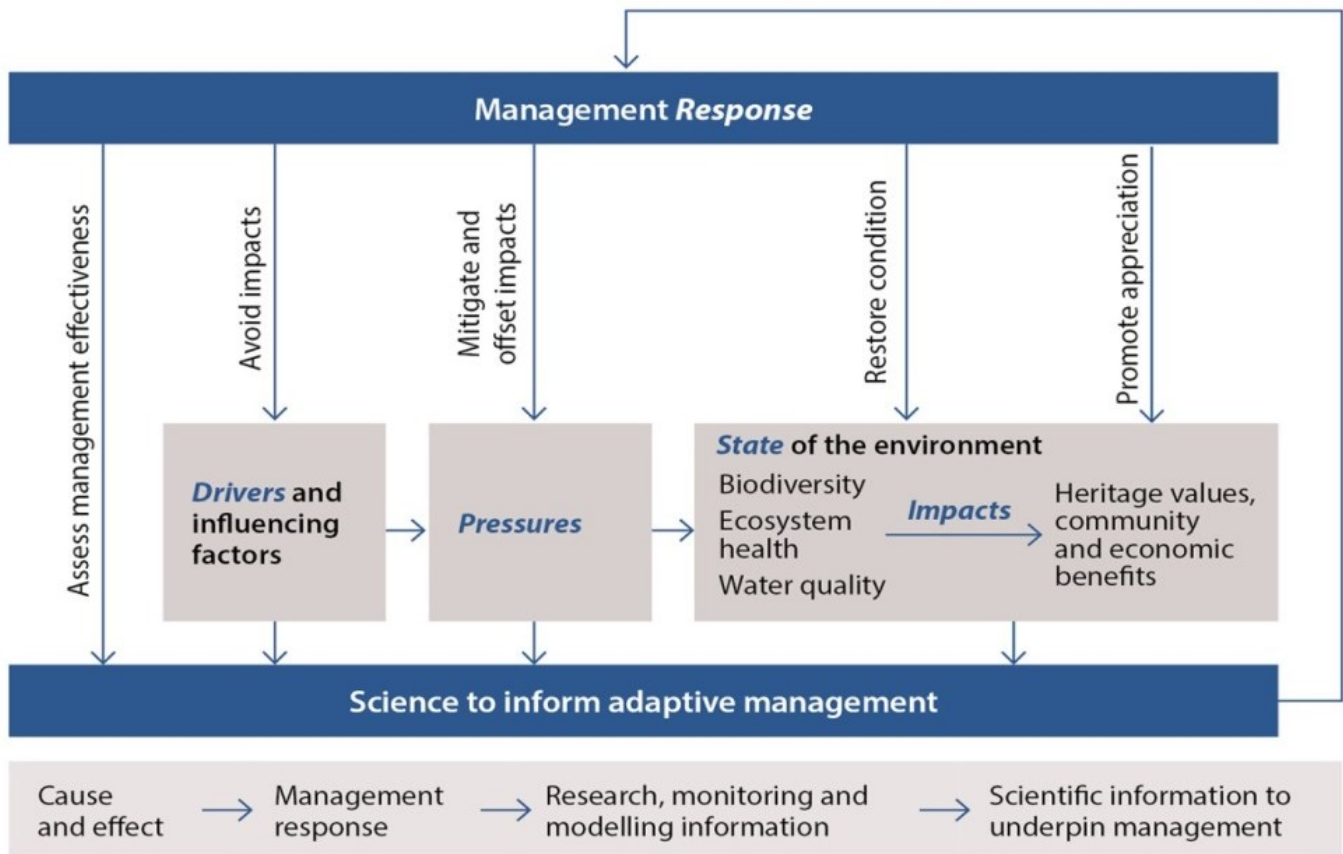 Management Response
Assess management effectiveness
Avoid impacts
Mitigate and
offset impacts
Restore condition
Promote appreciation
Drivers and
influencing
factors
Pressures
State of the environment
Biodiversity
Ecosystem
health
Water quality
Impacts
Heritage values,
community
and economic
benefits
Science to inform adaptive management
Cause
and effect
Management
response
Research, monitoring and
modelling information
Scientific information to
underpin management